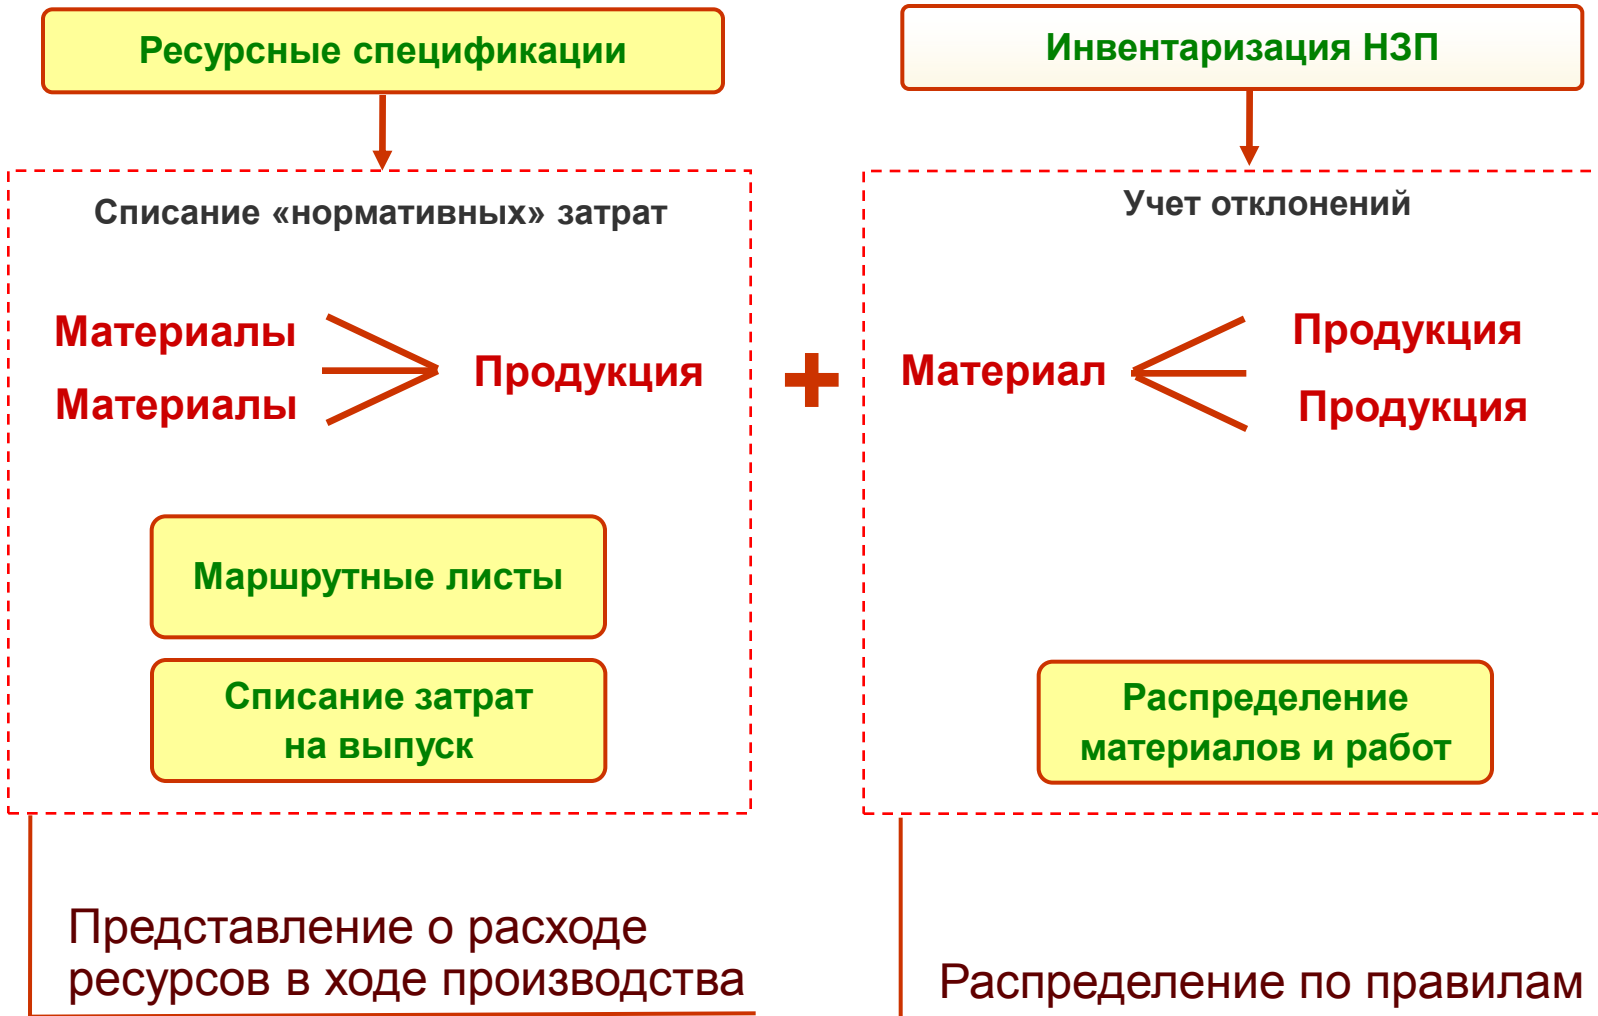 Ресурсные спецификации
Инвентаризация НЗП
Списание «нормативных» затрат
Материалы
Материалы
Продукция
Маршрутные листы
Списание затрат
на выпуск
Представление о расходе
ресурсов в ходе производства
+
Учет отклонений
Материал
Продукция
Продукция
Распределение
материалов и работ
Распределение по правилам